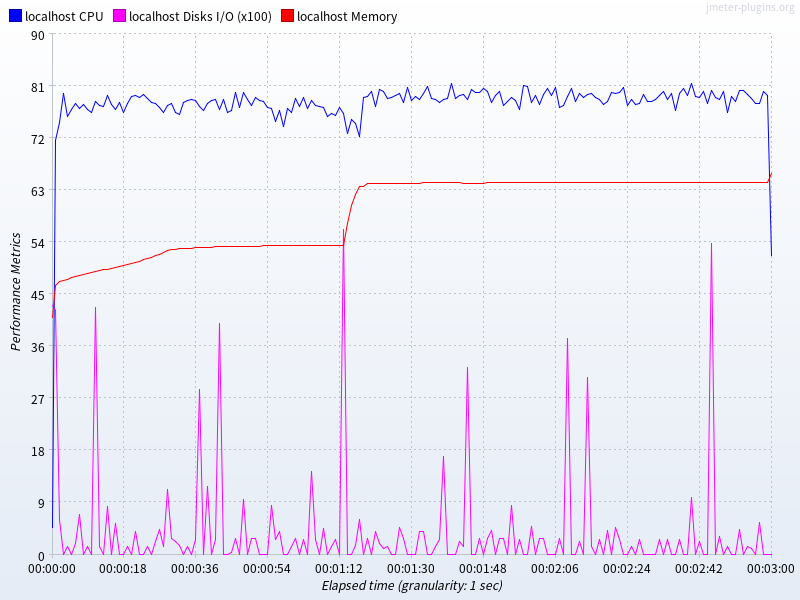 jmeter-plugins.org
localhost CPU localhost Disks I/O (x100) localhost Memory
90
81
72
63
54
45
36
27
18
9
0
Performance Metrics
00:00:00 00:00:18 00:00:36 00:00:54 00:01:12 00:01:30 00:01:48 00:02:06 00:02:24 00:02:42 00:03:00
Elapsed time (granularity: 1 sec)